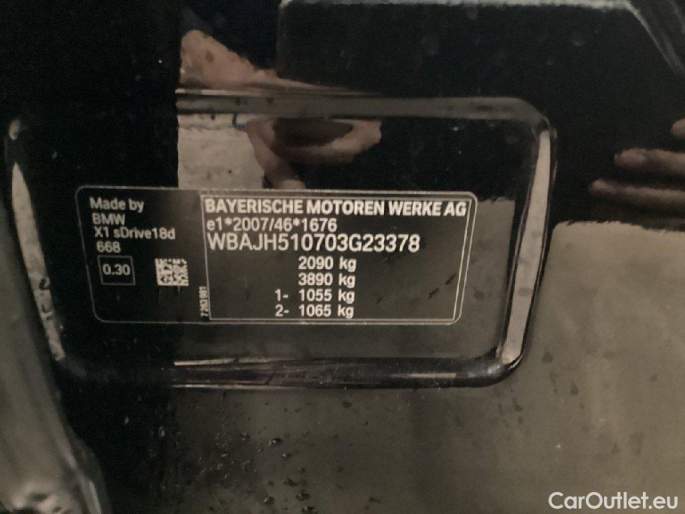 Made by
BMW
X1 sDrive18d
668
0.30
BAYERISCHE MOTOREN WERKE AG
e1*2007/46*1676
WBAJH510703G23378
2090 kg
3890 kg
1- 1055 kg
2- 1065 kg
CarOutlet.eu